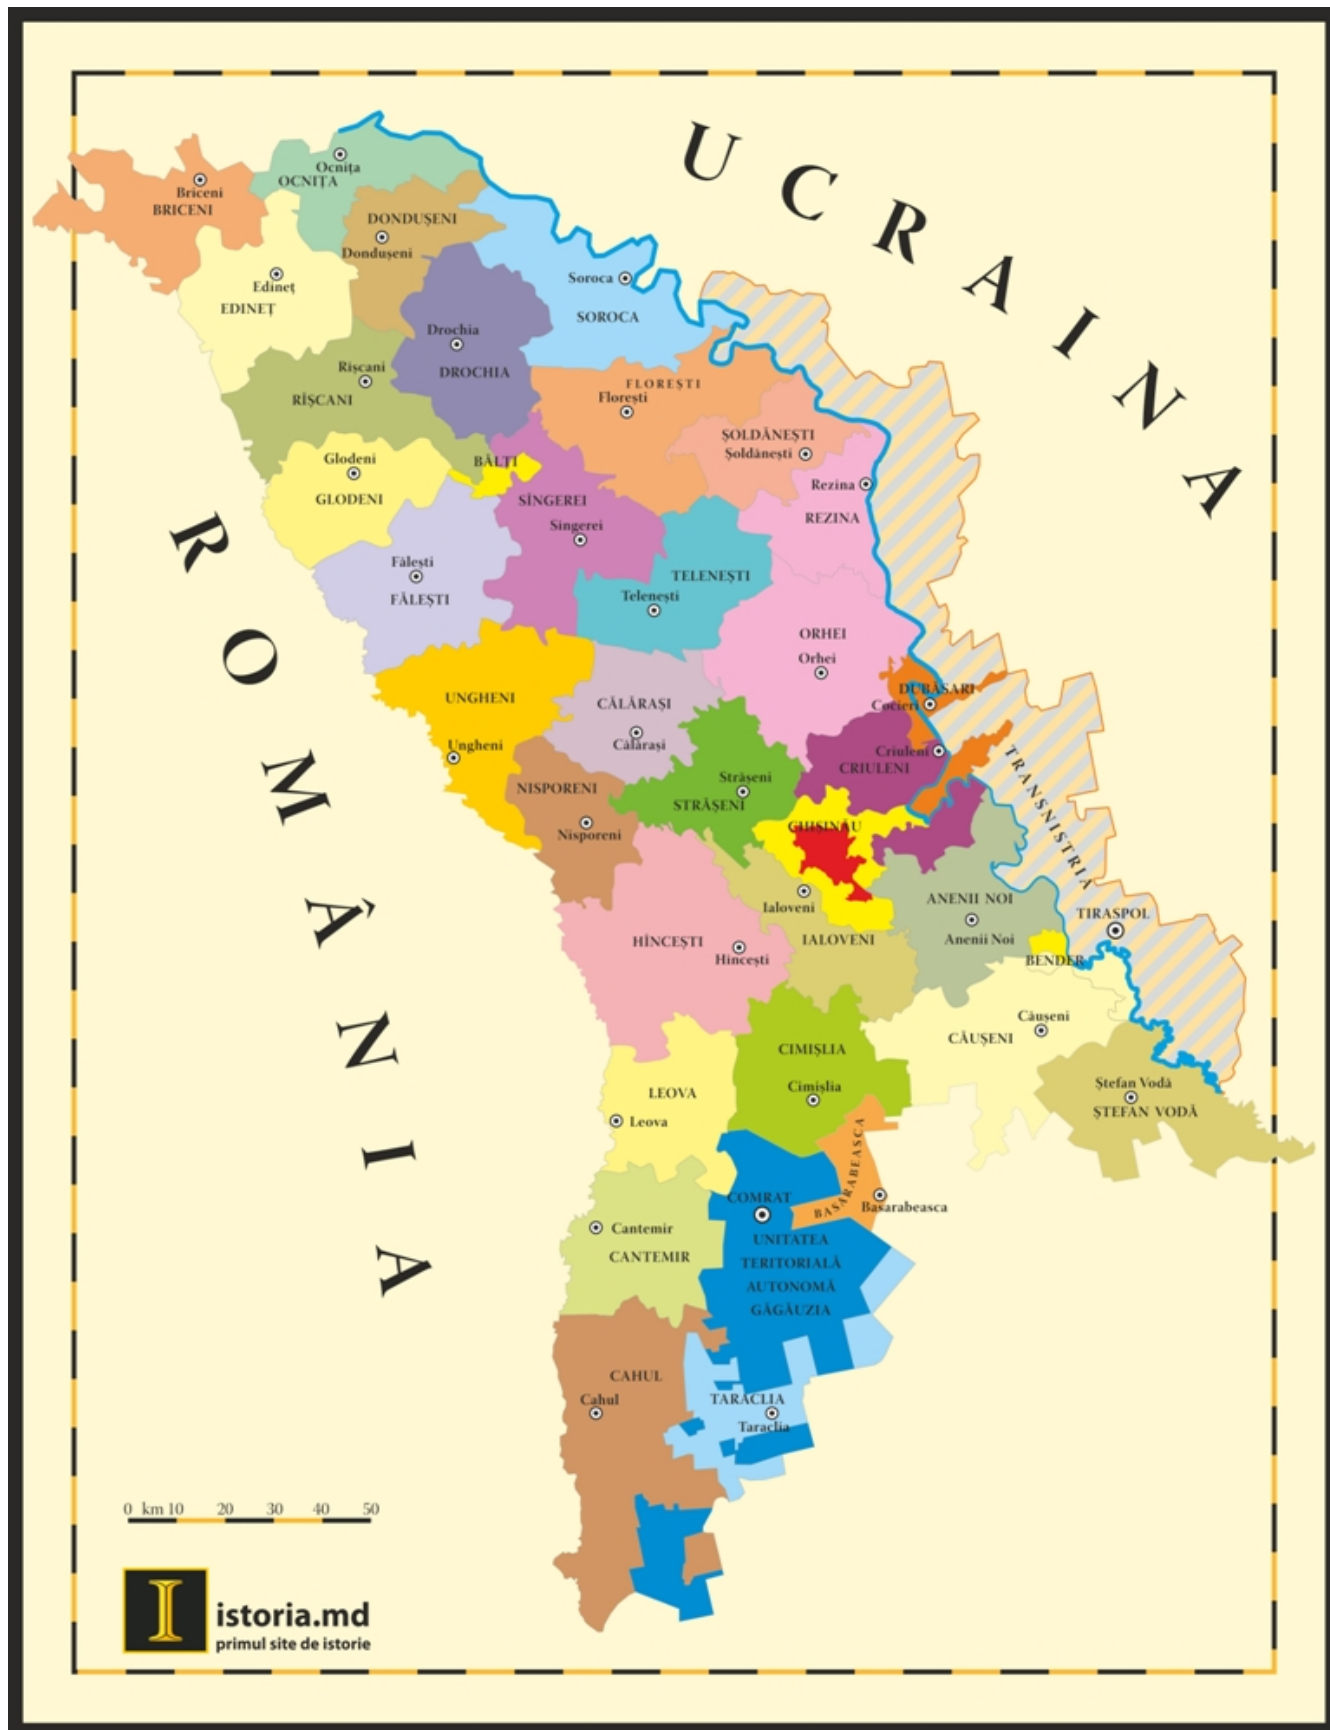 UCRAINA
ROMÂNIA
TRANSNISTRIA
Ocnița
OCNIȚA
Briceni
BRICENI
DONDUȘENI
Dondușeni
Edineț
EDINEȚ
Soroca
SOROCA
Drochia
DROCHIA
Rîșcani
RÎȘCANI
FLOREȘTI
Florești
ȘOLDĂNEȘTI
Șoldănești
Glodeni
GLODENI
BĂLȚI
SÎNGEREI
Sîngerei
Rezina
REZINA
Fălești
FĂLEȘTI
TELENEȘTI
Telenești
ORHEI
Orhei
UNGHENI
Ungheni
CĂLĂRAȘI
Călărași
DUBĂSARI
Cocieri
Criuleni
CRIULENI
NISPORENI
Nisporeni
Strășeni
STRĂȘENI
CHIȘINĂU
Ialoveni
IALOVENI
ANENII NOI
Anenii Noi
TIRASPOL
BENDER
HÎNCEȘTI
Hîncești
Căușeni
CĂUȘENI
CIMIȘLIA
Cimișlia
LEOVA
Leova
Ștefan Vodă
ȘTEFAN VODĂ
BASARABEASCA
Basarabeasca
COMRAT
UNITATEA
TERITORIALĂ
AUTONOMĂ
GĂGĂUZIA
Cantemir
CANTEMIR
CAHUL
Cahul
TARACLIA
Taraclia
0 km 10 20 30 40 50
I
istoria.md
primul site de istorie